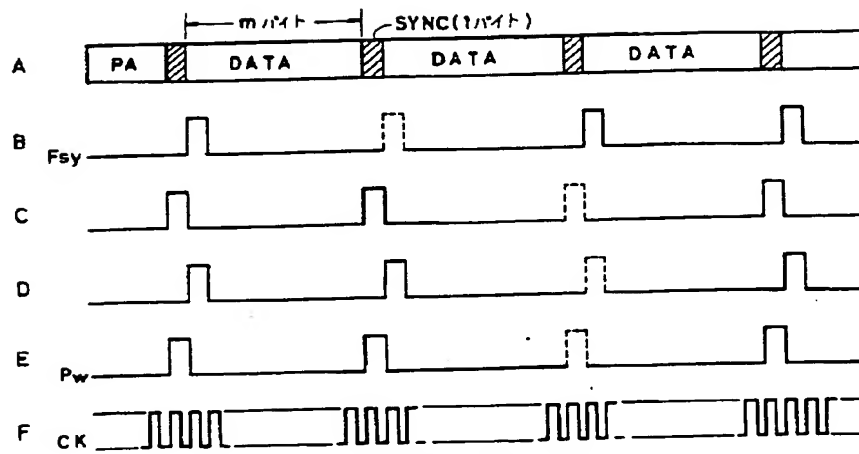 mバイト
SYNC(1バイト)
A PA DATA DATA DATA
B Fsy
C
D
E Pw
F CK